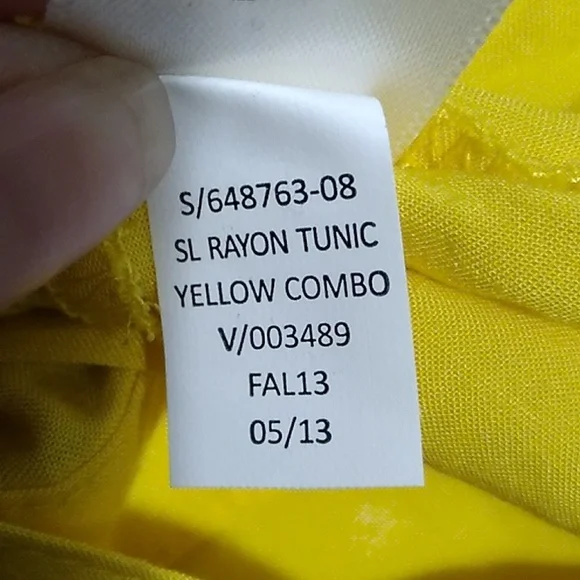 S/648763-08
SL RAYON TUNIC
YELLOW COMBO
V/003489
FAL13
05/13